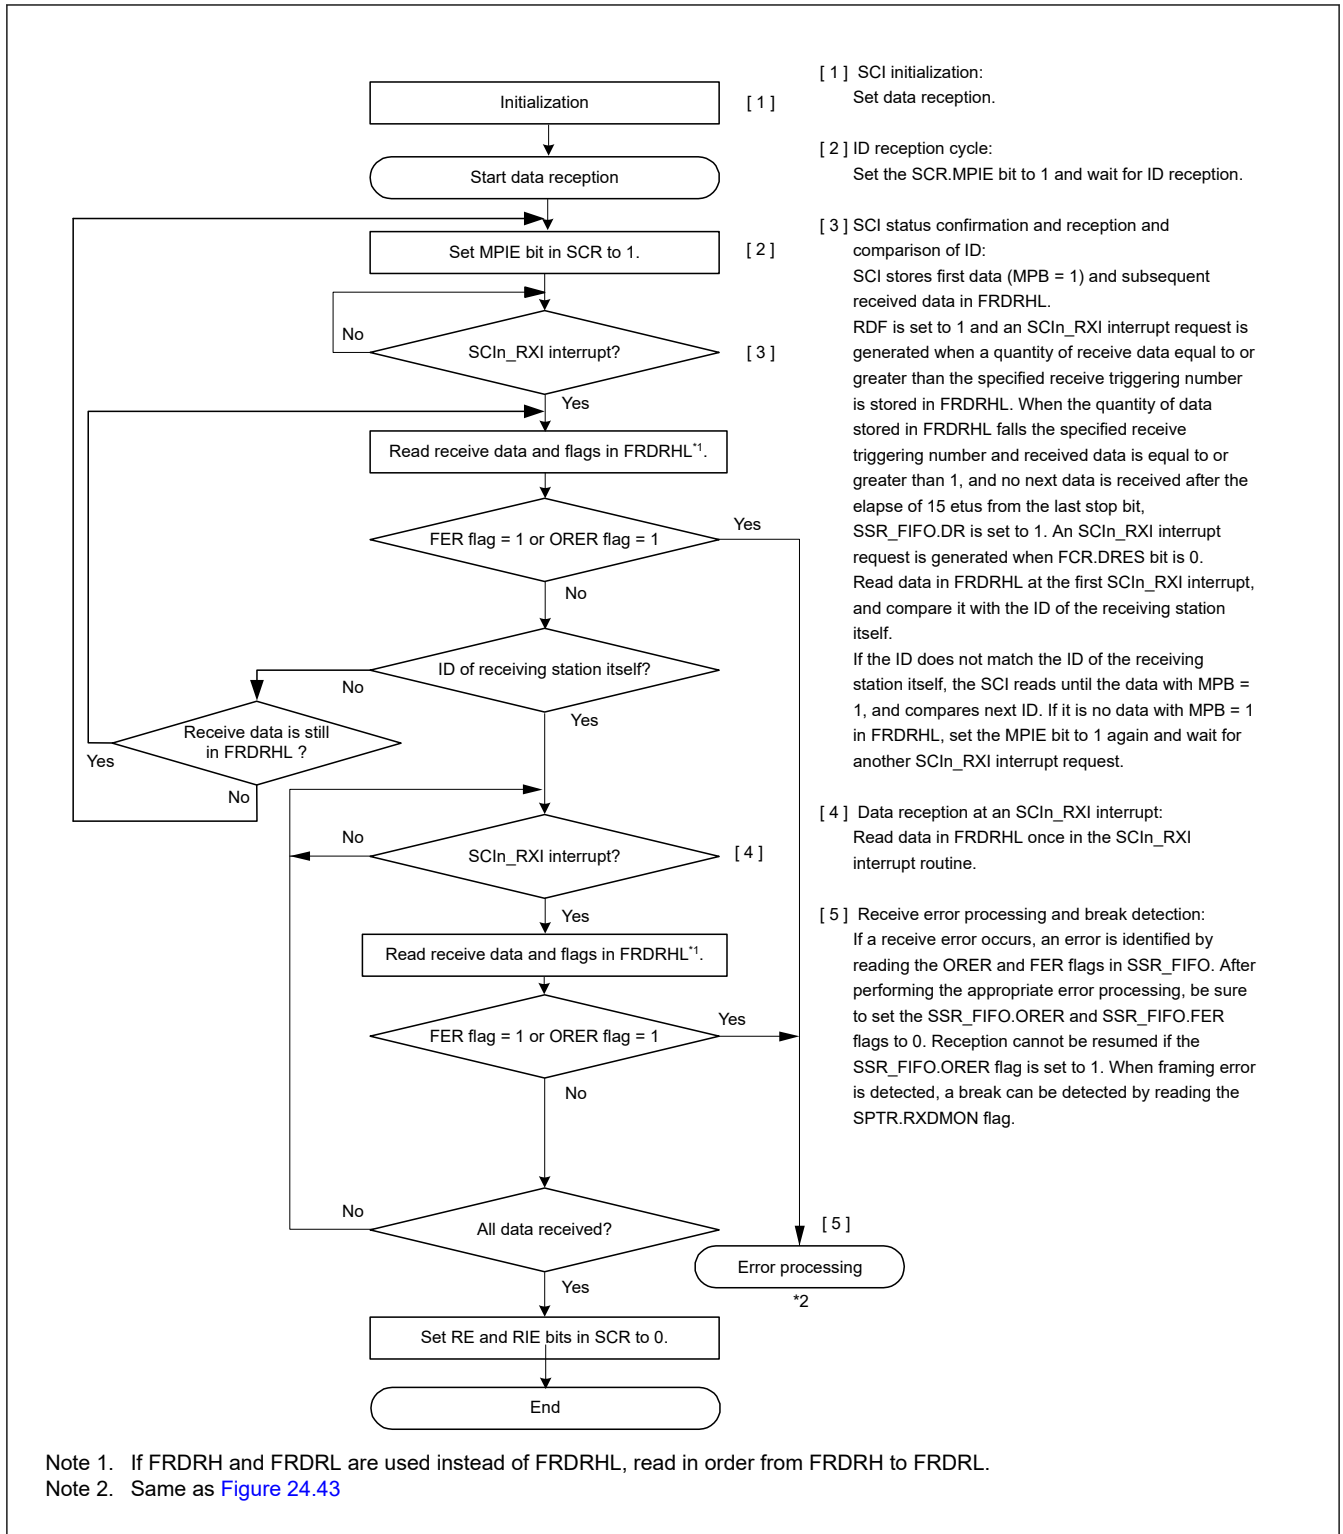 Initialization
[ 1 ]
Start data reception
Set MPIE bit in SCR to 1.
[ 2 ]
No
SCIn_RXI interrupt?
[ 3 ]
Yes
Read receive data and flags in FRDRHL*1.
FER flag = 1 or ORER flag = 1
Yes
No
ID of receiving station itself?
No
Yes
Receive data is still
in FRDRHL ?
Yes
No
No
SCIn_RXI interrupt?
[ 4 ]
Yes
Read receive data and flags in FRDRHL*1.
FER flag = 1 or ORER flag = 1
Yes
No
No
All data received?
[ 5 ]
Error processing
*2
Yes
Set RE and RIE bits in SCR to 0.
End
[ 1 ] SCI initialization:
Set data reception.
[ 2 ] ID reception cycle:
Set the SCR.MPIE bit to 1 and wait for ID reception.
[ 3 ] SCI status confirmation and reception and
comparison of ID:
SCI stores first data (MPB = 1) and subsequent
received data in FRDRHL.
RDF is set to 1 and an SCIn_RXI interrupt request is
generated when a quantity of receive data equal to or
greater than the specified receive triggering number
is stored in FRDRHL. When the quantity of data
stored in FRDRHL falls the specified receive
triggering number and received data is equal to or
greater than 1, and no next data is received after the
elapse of 15 etus from the last stop bit,
SSR_FIFO.DR is set to 1. An SCIn_RXI interrupt
request is generated when FCR.DRES bit is 0.
Read data in FRDRHL at the first SCIn_RXI interrupt,
and compare it with the ID of the receiving station
itself.
If the ID does not match the ID of the receiving
station itself, the SCI reads until the data with MPB =
1, and compares next ID. If it is no data with MPB = 1
in FRDRHL, set the MPIE bit to 1 again and wait for
another SCIn_RXI interrupt request.
[ 4 ] Data reception at an SCIn_RXI interrupt:
Read data in FRDRHL once in the SCIn_RXI
interrupt routine.
[ 5 ] Receive error processing and break detection:
If a receive error occurs, an error is identified by
reading the ORER and FER flags in SSR_FIFO. After
performing the appropriate error processing, be sure
to set the SSR_FIFO.ORER and SSR_FIFO.FER
flags to 0. Reception cannot be resumed if the
SSR_FIFO.ORER flag is set to 1. When framing error
is detected, a break can be detected by reading the
SPTR.RXDMON flag.
Note 1. If FRDRH and FRDRL are used instead of FRDRHL, read in order from FRDRH to FRDRL.
Note 2. Same as Figure 24.43